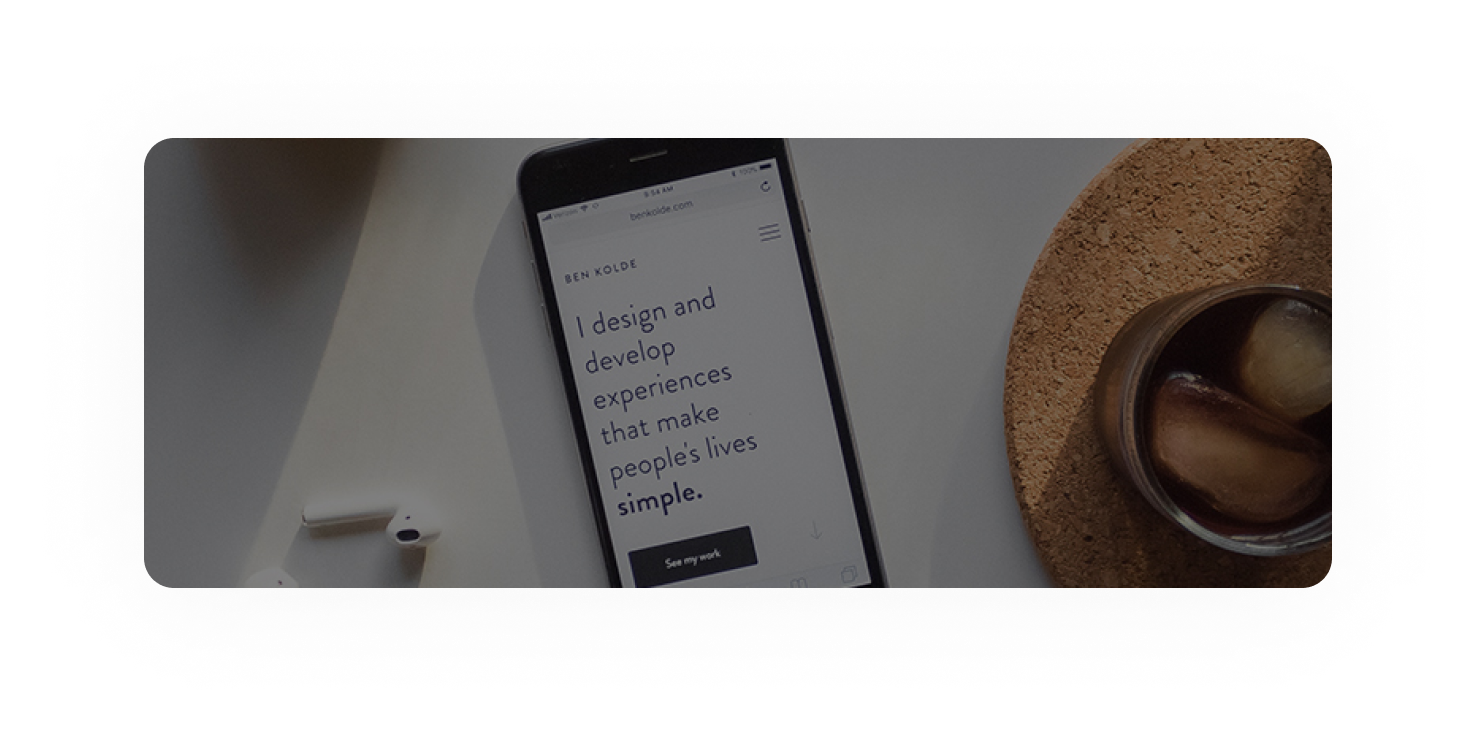 verizon 9:54 AM 100%
benkolde.com
BEN KOLDE
I design and
develop
experiences
that make
people's lives
simple.
See my work